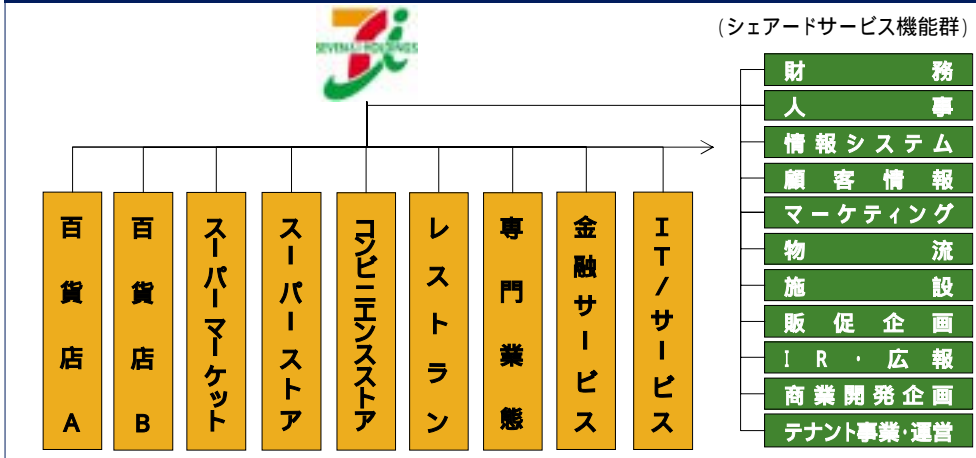 (シェアードサービス機能群)
SEVEN & i HOLDINGS
財務
人事
情報システム
顧客情報
マーケティング
物流
施設
販促企画
IR・広報
商業開発企画
テナント事業・運営
百貨店A
百貨店B
スーパーマーケット
スーパーストア
コンビニエンスストア
レストラン
専門業態
金融サービス
IT/サービス